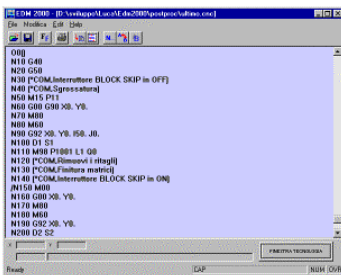 EDM 2000 - [D:\sviluppo\Luca\Edm2000\postproc\ultimo.cnc]
File Modifica Edit Help
O0()
N10 G40
N20 G50
N30 (*COM,Interruttore BLOCK SKIP in OFF)
N40 (*COM,Sgrossatura)
N50 M15 P11
N60 G00 G90 X0. Y0.
N70 M80
N80 M60
N90 G92 X0. Y0. I50. J0.
N100 D1 S1
N110 M98 P1001 L1 Q0
N120 (*COM,Rimuovi i ritagli)
N130 (*COM,Finitura matrici)
N140 (*COM,Interruttore BLOCK SKIP in ON)
/N150 M00
N160 G00 X0. Y0.
N170 M80
N180 M60
N190 G92 X0. Y0.
N200 D2 S2
X Y
FINESTRA TECNOLOGIA
Ready CAP NUM OVR